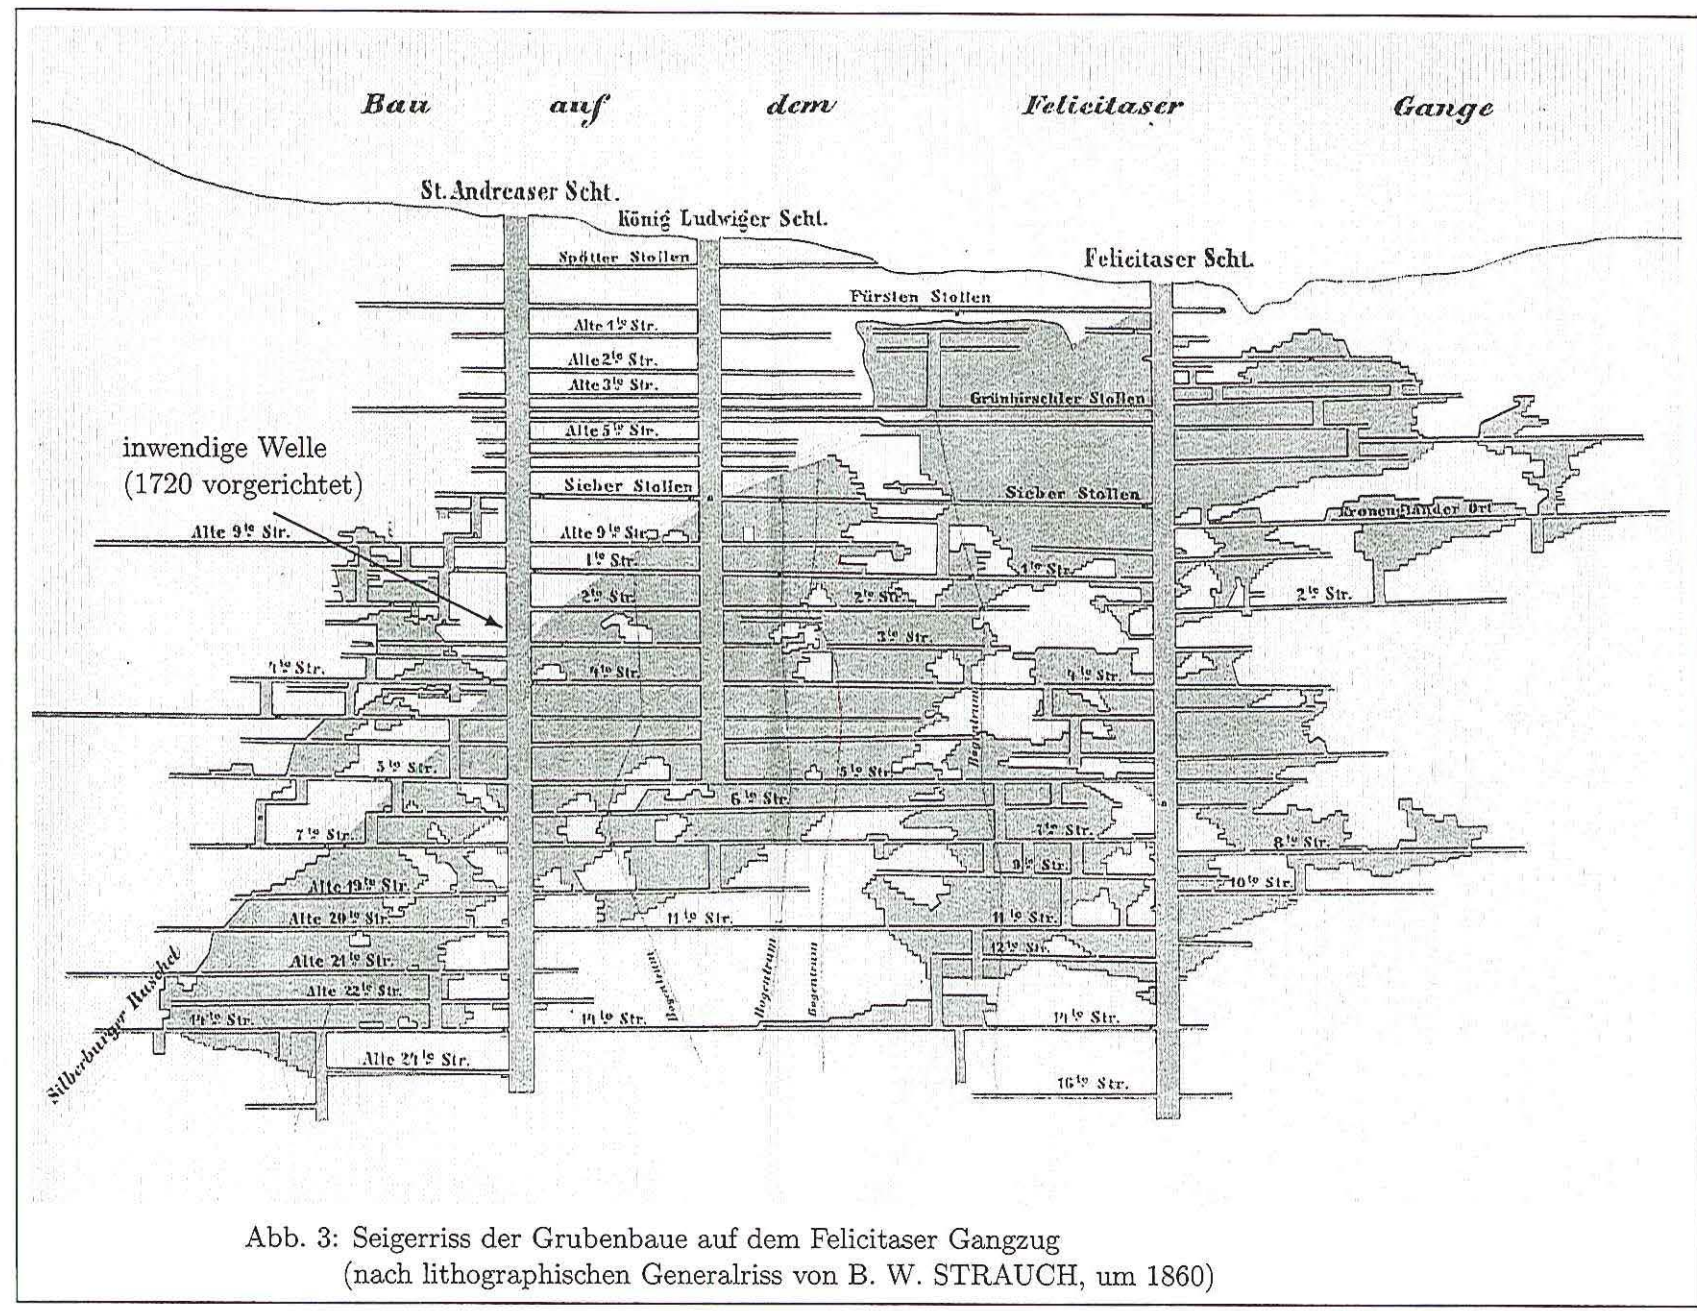 Bau auf dem Felicitaser Gange
St. Andreaser Scht.
König Ludwiger Scht.
Felicitaser Scht.
Spötter Stollen
Fürsten Stollen
Alte 1te Str.
Alte 2te Str.
Alte 3te Str.
Grünhirschler Stollen
Alte 5te Str.
inwendige Welle
(1720 vorgerichtet)
Sieber Stollen
Sieber Stollen
Kronenfländer Ort
Alte 9te Str.
Alte 9te Str.
1te Str.
1te Str.
2te Str.
2te Str.
2te Str.
3te Str.
4te Str.
4te Str.
4te Str.
Bogentrum
5te Str.
5te Str.
6te Str.
7te Str.
7te Str.
8te Str.
9te Str.
10te Str.
Alte 19te Str.
Alte 20te Str.
11te Str.
11te Str.
12te Str.
Alte 21te Str.
Alte 22te Str.
Bogentrum
Bogentrum
Bogentrum
14te Str.
14te Str.
14te Str.
Silberburger Ruschel
Alte 24te Str.
16te Str.
Abb. 3: Seigerriss der Grubenbaue auf dem Felicitaser Gangzug
(nach lithographischen Generalriss von B. W. STRAUCH, um 1860)